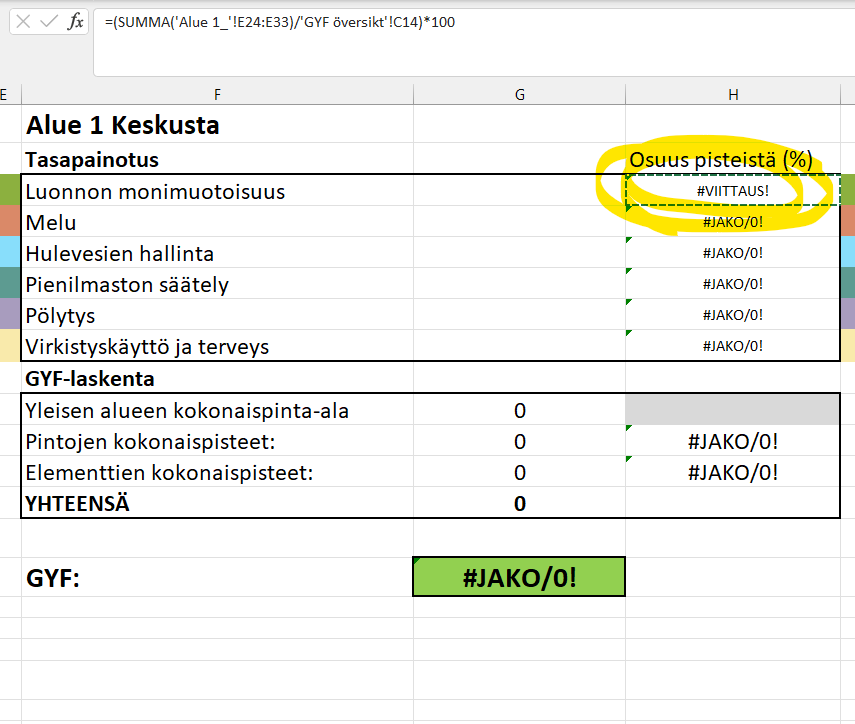 fx =(SUMMA('Alue 1_'!E24:E33)/'GYF översikt'!C14)*100
E F G H
Alue 1 Keskusta
Tasapainotus Osuus pisteistä (%)
Luonnon monimuotoisuus #VIITTAUS!
Melu #JAKO/0!
Hulevesien hallinta #JAKO/0!
Pienilmaston säätely #JAKO/0!
Pölytys #JAKO/0!
Virkistyskäyttö ja terveys #JAKO/0!
GYF-laskenta
Yleisen alueen kokonaispinta-ala 0
Pintojen kokonaispisteet: 0 #JAKO/0!
Elementtien kokonaispisteet: 0 #JAKO/0!
YHTEENSÄ 0
GYF: #JAKO/0!